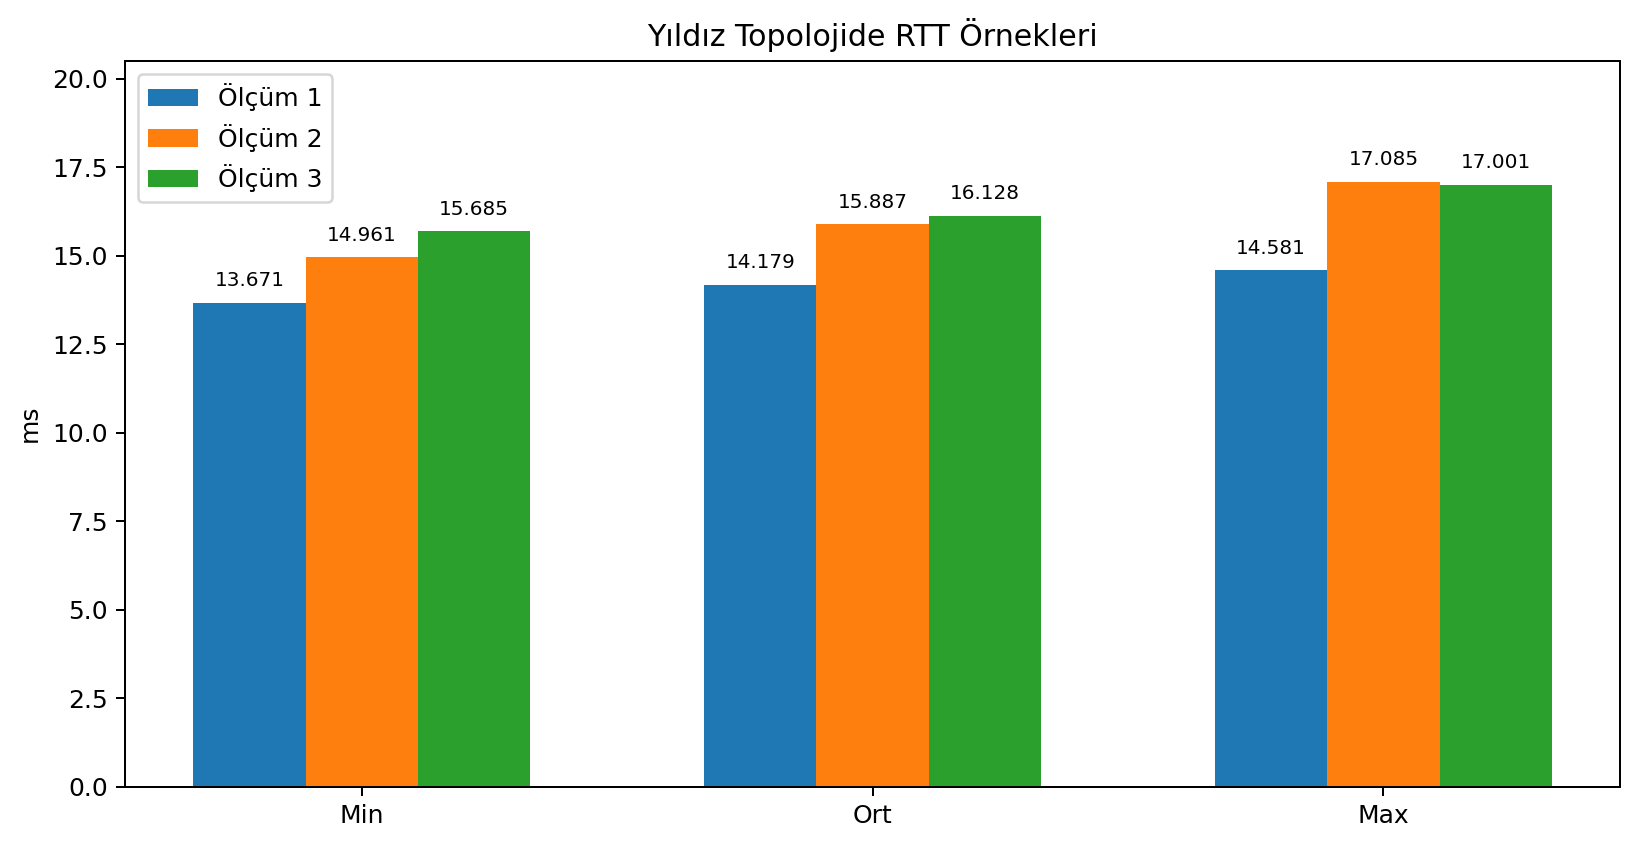 Yıldız Topolojide RTT Örnekleri
20.0
17.5
15.0
12.5
10.0
7.5
5.0
2.5
0.0
ms
Ölçüm 1
Ölçüm 2
Ölçüm 3
13.671
14.961
15.685
14.179
15.887
16.128
14.581
17.085
17.001
Min
Ort
Max